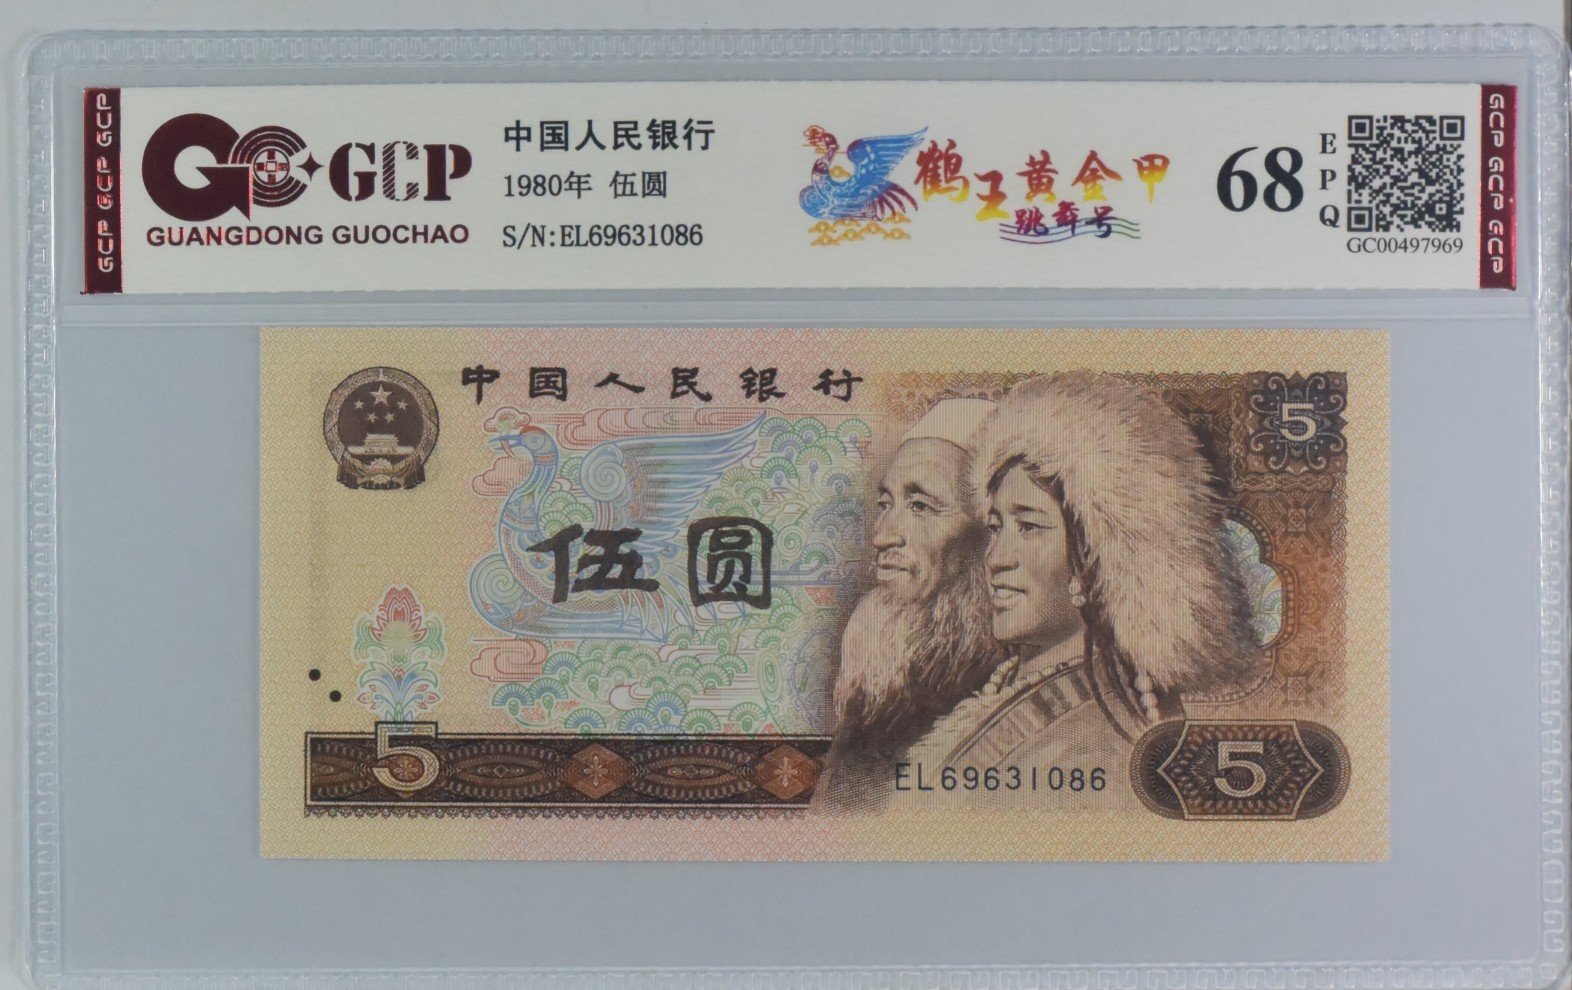 GCP
GUANGDONG GUOCHAO
中国人民银行
1980年 伍圆
S/N:EL69631086
鹤王黄金甲
跳舞号
68
EPQ
GC00497969
GCP GCP GCP
GCP GCP GCP
中国人民银行
5
伍圆
5
EL69631086
5